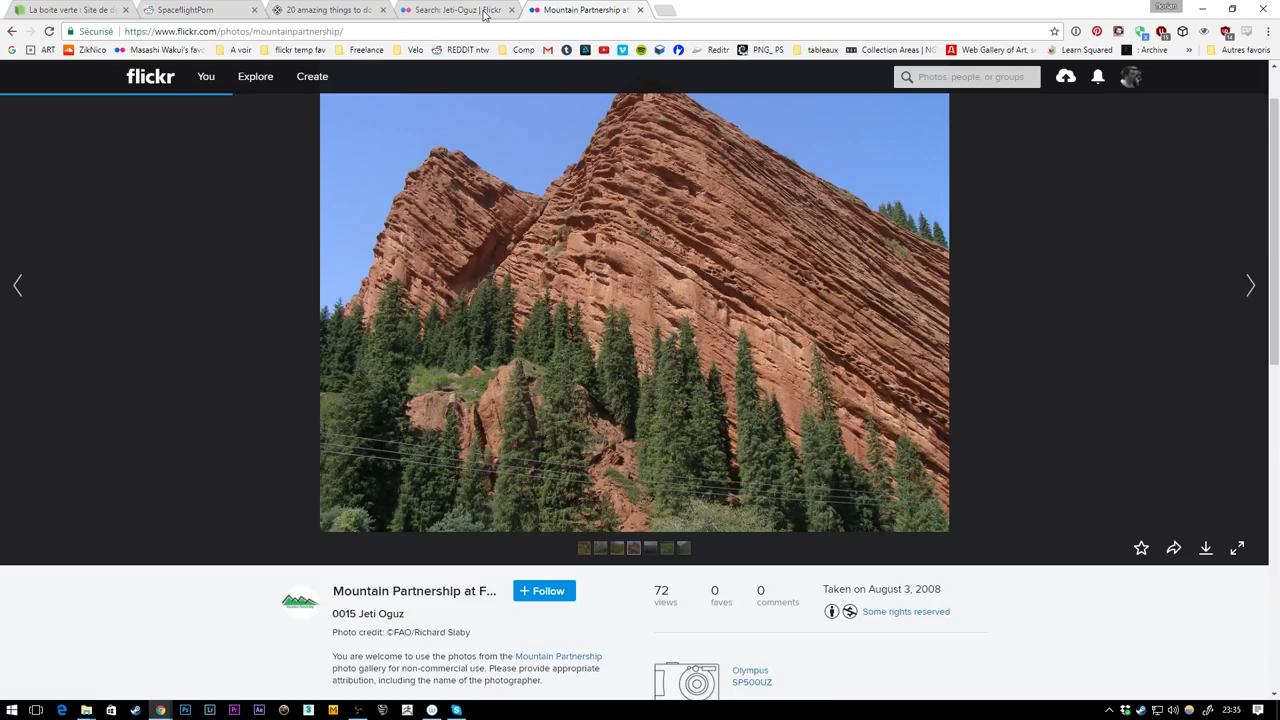 La boite verte : Site de d
SpaceflightPorn
20 amazing things to do
Search: Jeti-Oguz | Flickr
Mountain Partnership at
florian
Sécurisé
https://www.flickr.com/photos/mountainpartnership/
ART
ZikNico
Masashi Wakui's favo
A voir
flickr temp fav
Freelance
Velo
REDDIT ntw
Comp
Reditr
PNG_PS
tableaux
Collection Areas | NG
Web Gallery of Art, s
Learn Squared
: Archive
»
Autres favoris
flickr
You
Explore
Create
Photos, people, or groups
Mountain Partnership at F...
+ Follow
72
views
0
faves
0
comments
Taken on August 3, 2008
Some rights reserved
0015 Jeti Oguz
Photo credit: ©FAO/Richard Slaby
You are welcome to use the photos from the Mountain Partnership
photo gallery for non-commercial use. Please provide appropriate
attribution, including the name of the photographer.
Olympus
SP500UZ
23:35